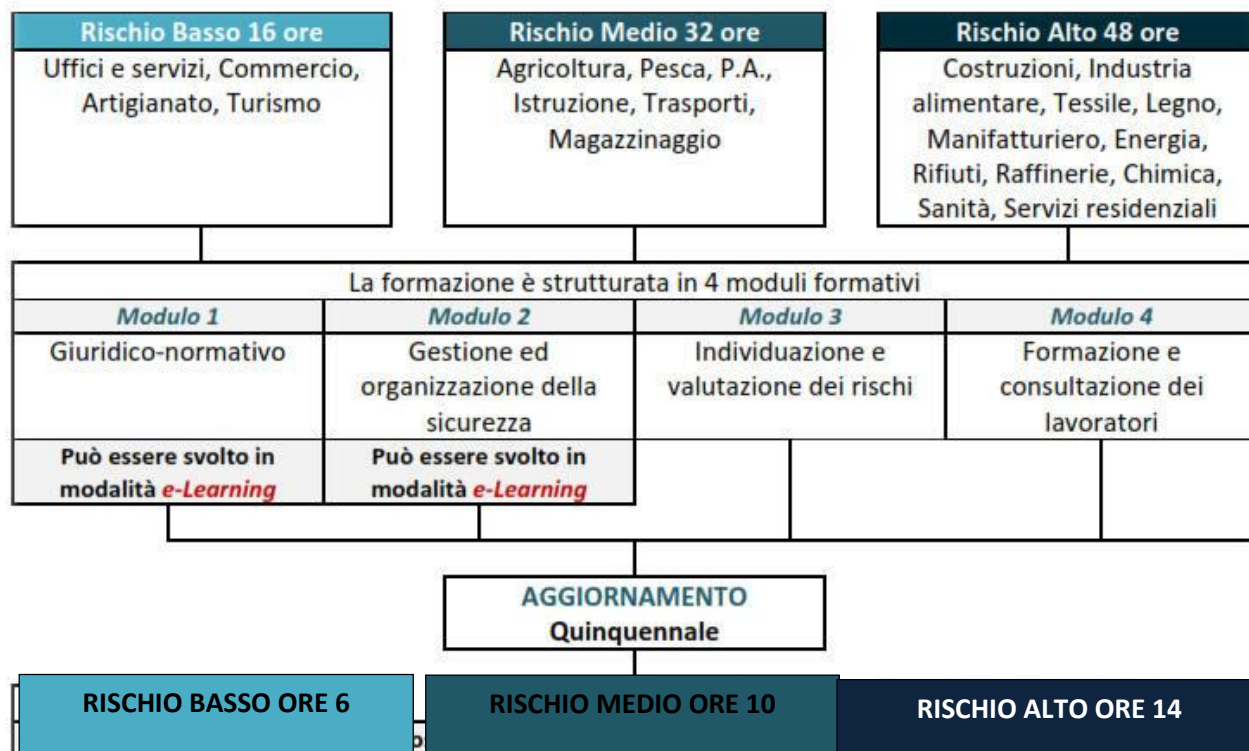 Rischio Basso 16 ore
Uffici e servizi, Commercio,
Artigianato, Turismo
Rischio Medio 32 ore
Agricoltura, Pesca, P.A.,
Istruzione, Trasporti,
Magazzinaggio
Rischio Alto 48 ore
Costruzioni, Industria
alimentare, Tessile, Legno,
Manifatturiero, Energia,
Rifiuti, Raffinerie, Chimica,
Sanità, Servizi residenziali
La formazione è strutturata in 4 moduli formativi
Modulo 1
Giuridico-normativo
Può essere svolto in
modalità e-Learning
Modulo 2
Gestione ed
organizzazione della
sicurezza
Può essere svolto in
modalità e-Learning
Modulo 3
Individuazione e
valutazione dei rischi
Modulo 4
Formazione e
consultazione dei
lavoratori
AGGIORNAMENTO
Quinquennale
RISCHIO BASSO ORE 6
RISCHIO MEDIO ORE 10
RISCHIO ALTO ORE 14